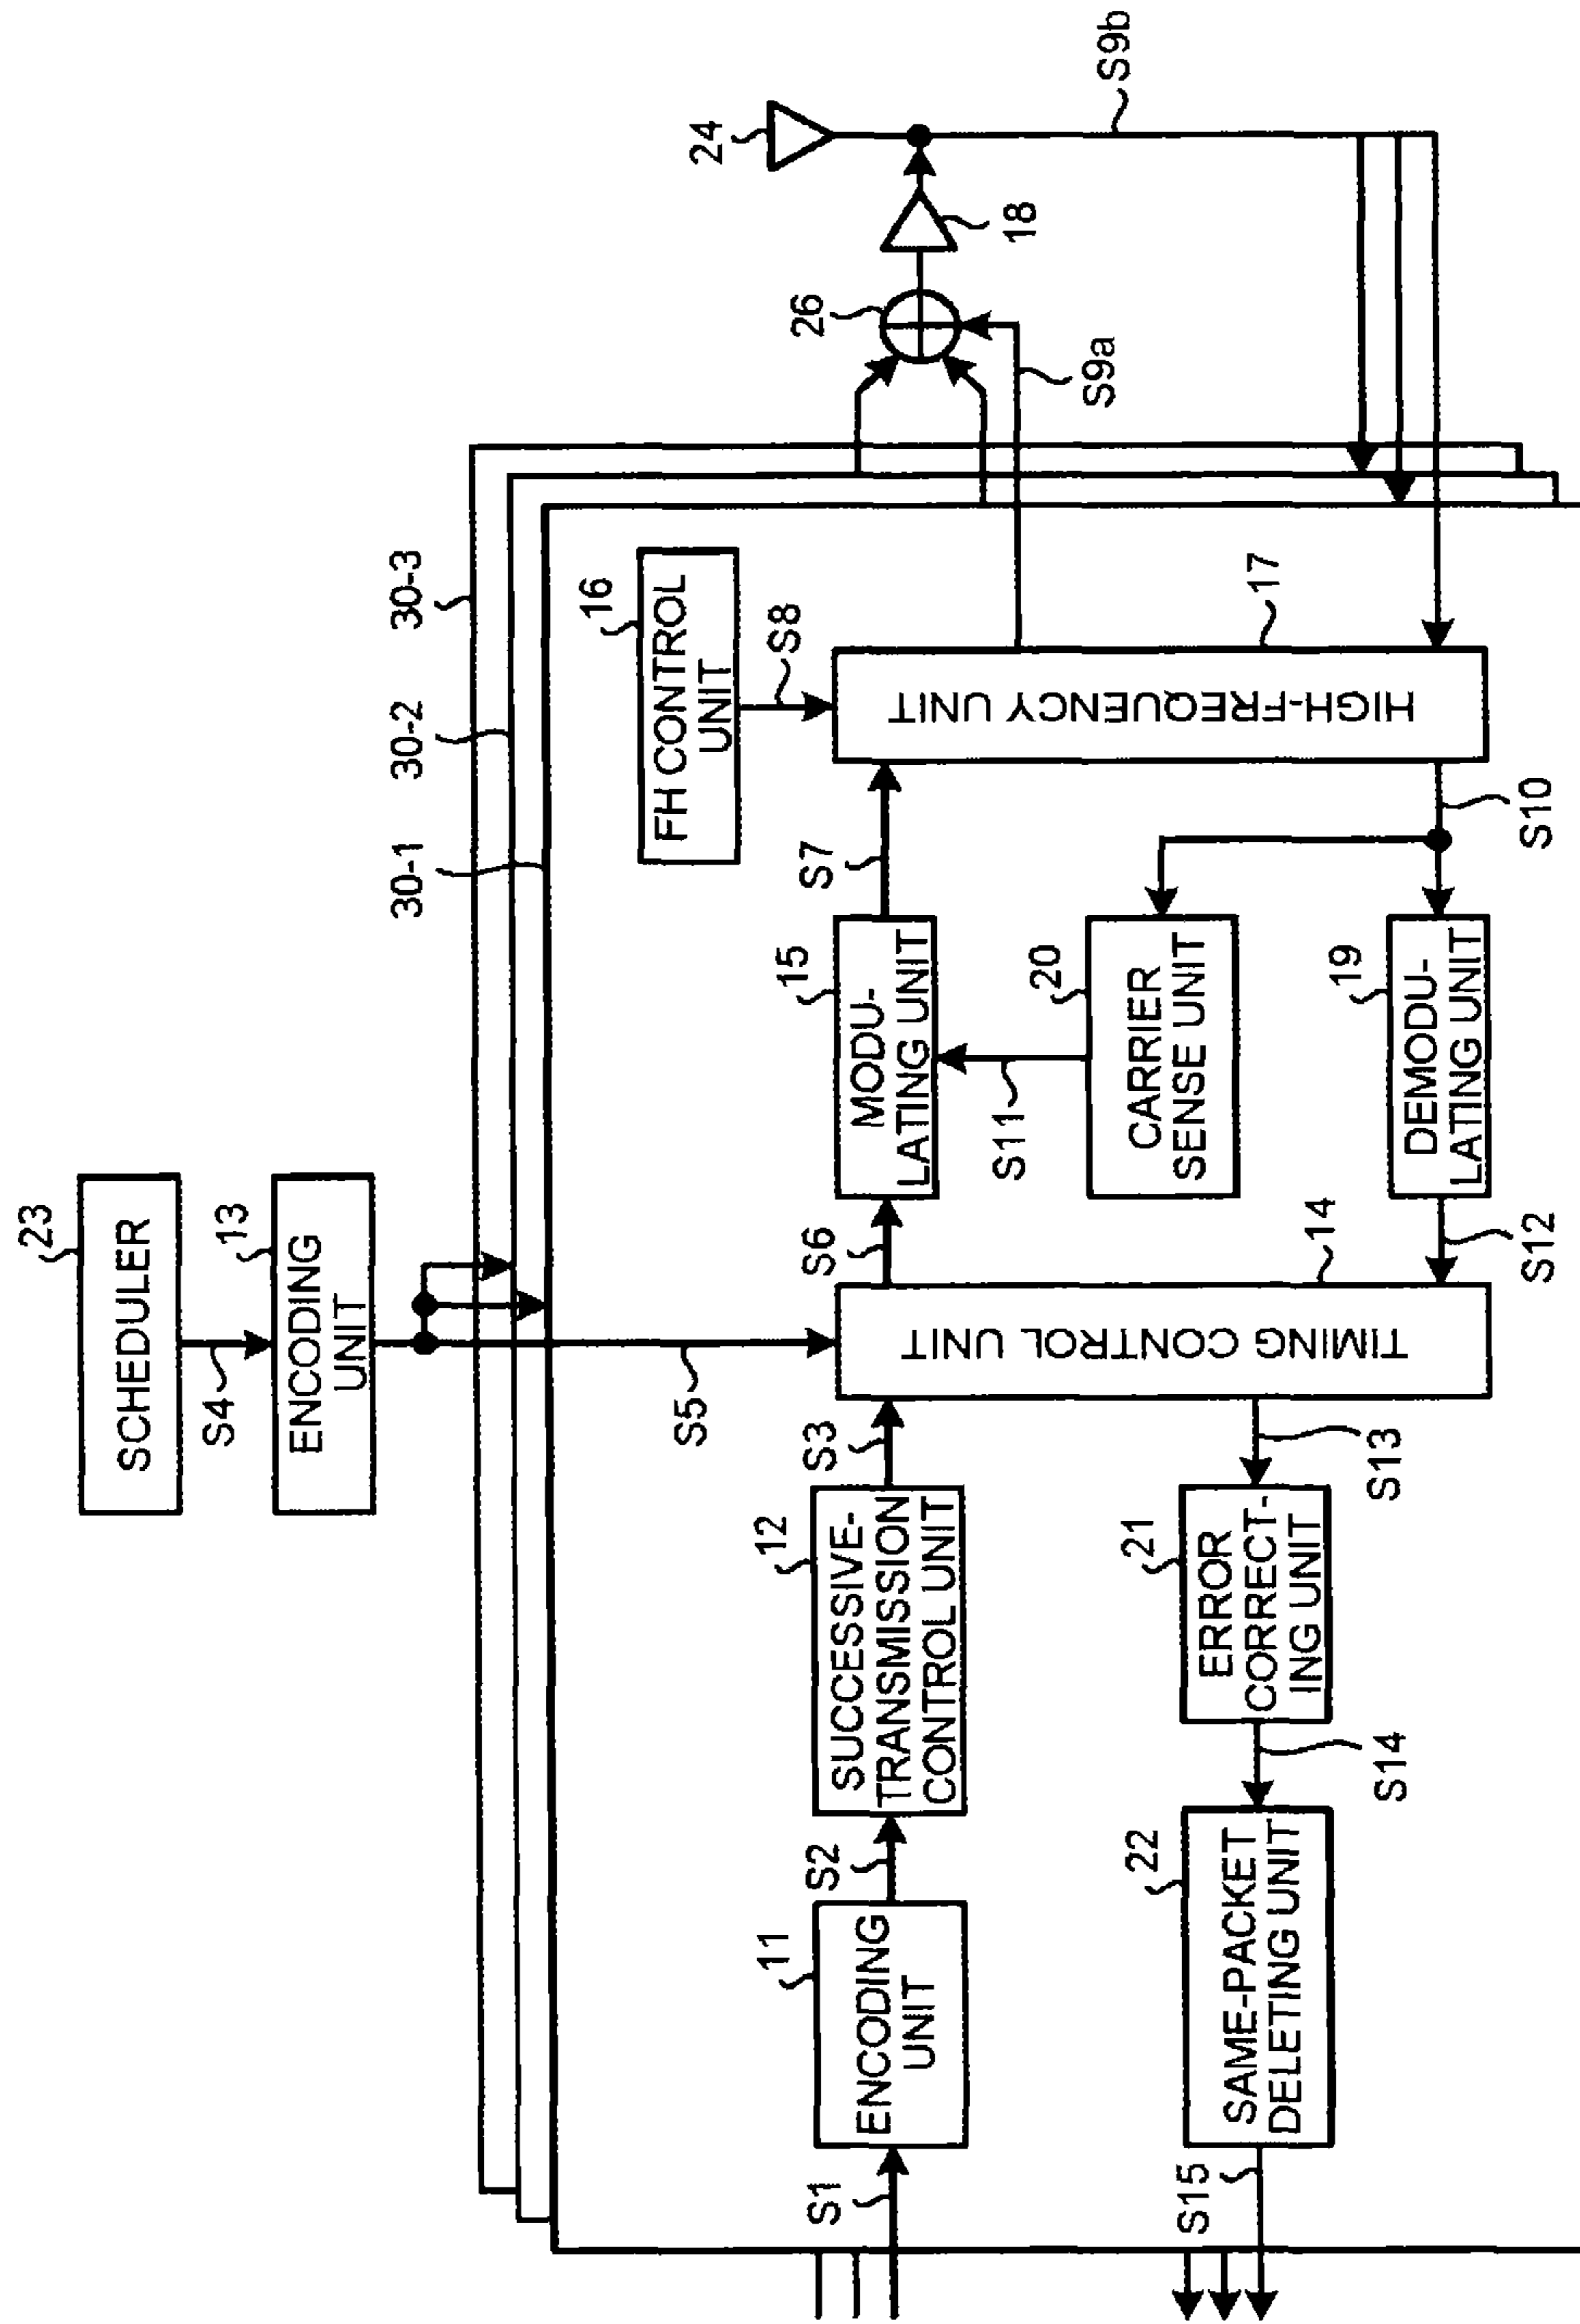 23
SCHEDULER
S4
13
ENCODING
UNIT
30-1
30-2
30-3
S5
S1
11
ENCODING
UNIT
S2
12
SUCCESSIVE-
TRANSMISSION
CONTROL UNIT
S3
14
TIMING CONTROL UNIT
S6
15
MODU-
LATING UNIT
S7
16
FH CONTROL
UNIT
S8
17
HIGH-FREQUENCY UNIT
S9a
26
18
24
S9b
S10
20
CARRIER
SENSE UNIT
S11
19
DEMODU-
LATING UNIT
S12
S13
21
ERROR
CORRECT-
ING UNIT
S14
22
SAME-PACKET
DELETING UNIT
S15